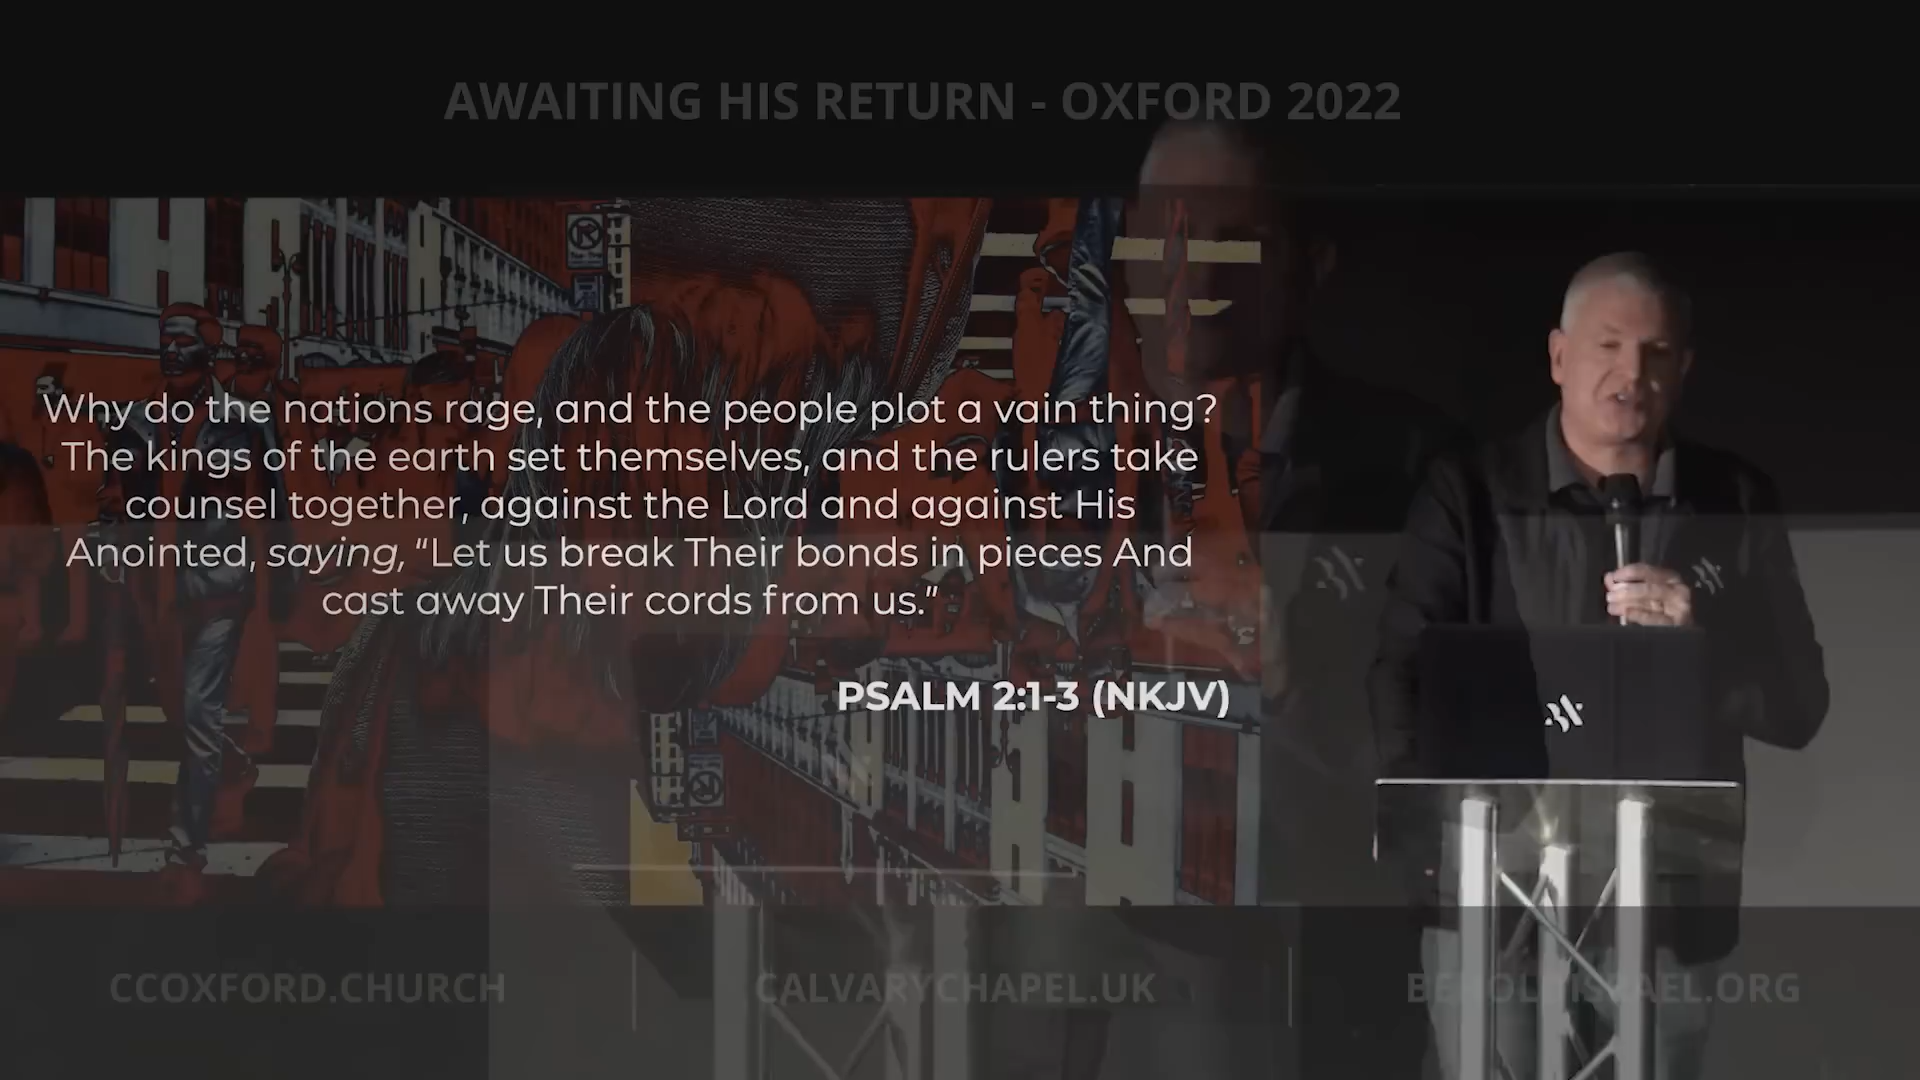 AWAITING HIS RETURN - OXFORD 2022
Why do the nations rage, and the people plot a vain thing?
The kings of the earth set themselves, and the rulers take
counsel together, against the Lord and against His
Anointed, saying, “Let us break Their bonds in pieces And
cast away Their cords from us.”
PSALM 2:1-3 (NKJV)
CCOXFORD.CHURCH
CALVARYCHAPEL.UK
BEHOLDISRAEL.ORG